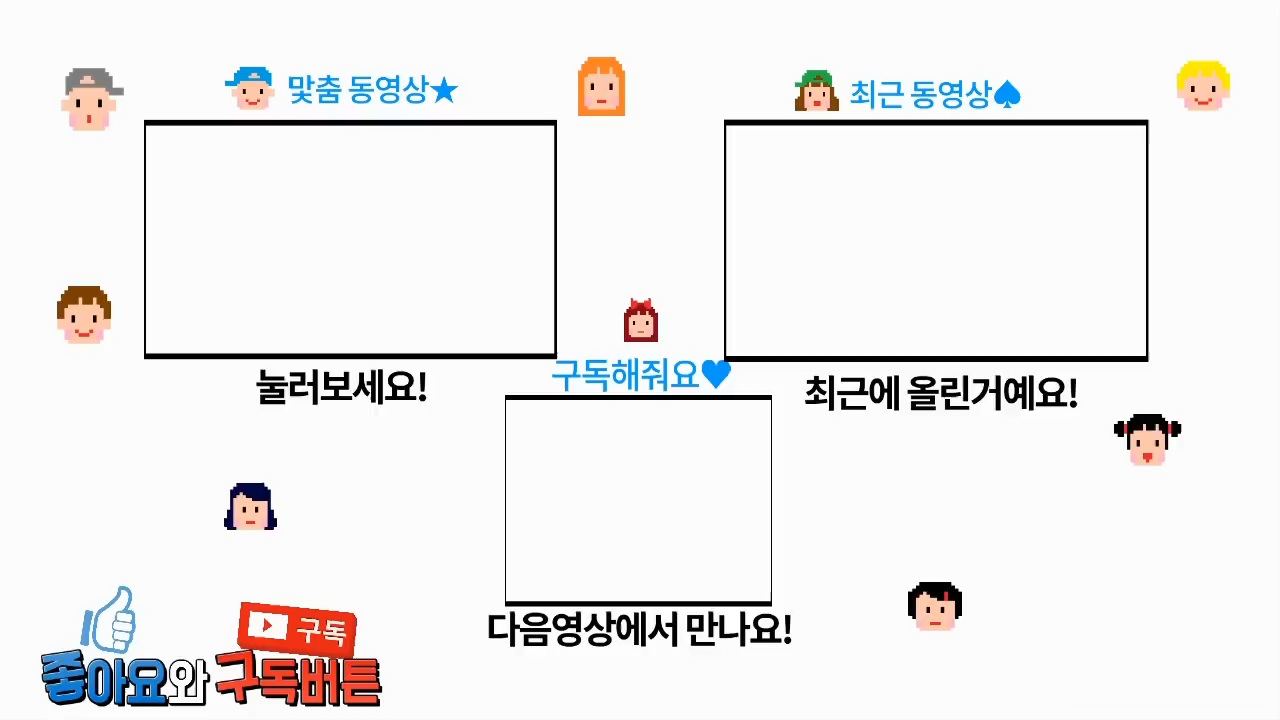 맞춤 동영상★
최근 동영상♠
눌러보세요!
구독해줘요♥
최근에 올린거예요!
다음영상에서 만나요!
구독
좋아요와 구독버튼